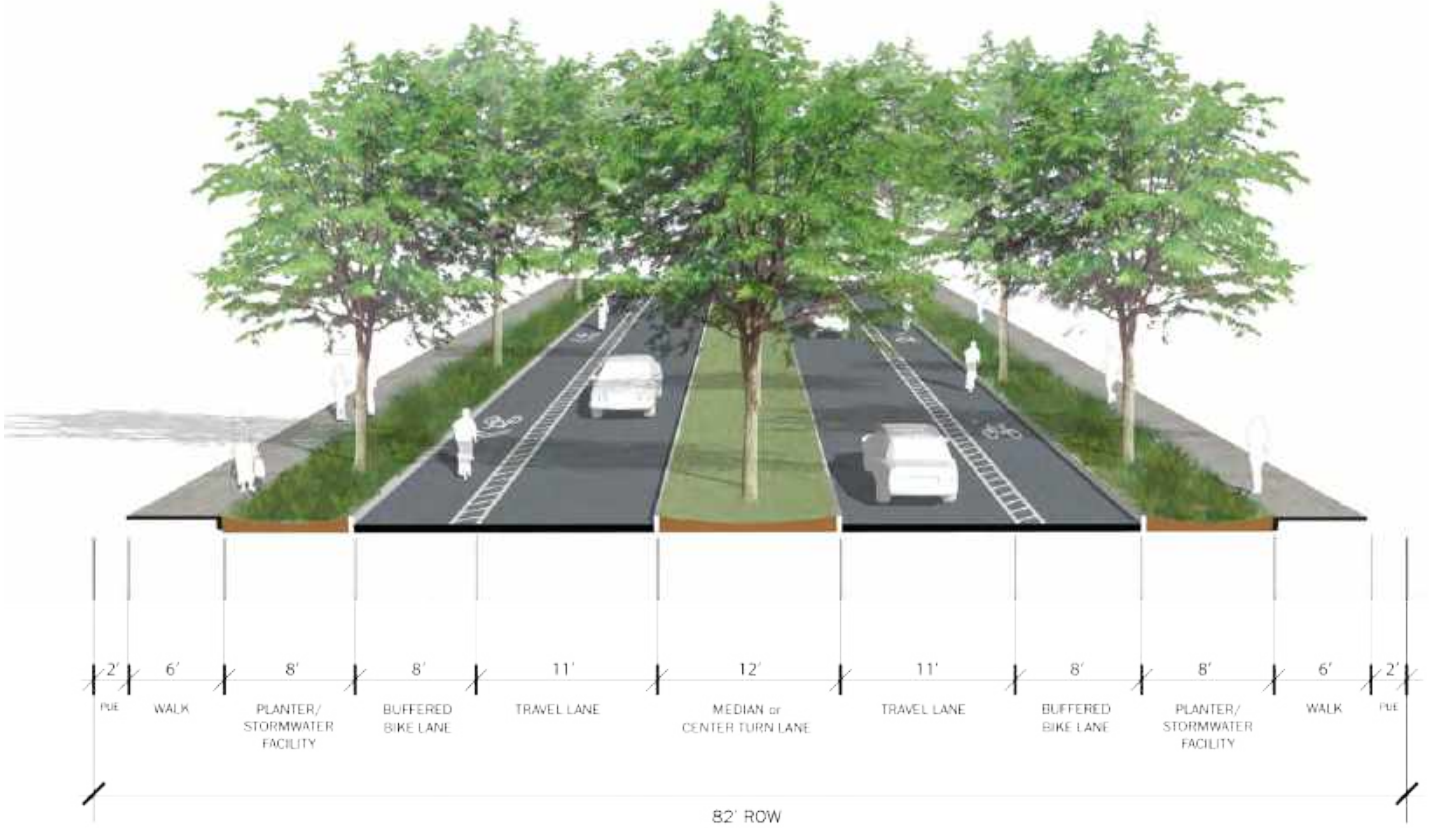 2' 6' 8' 8' 11' 12' 11' 8' 8' 6' 2'
PUE
WALK
PLANTER/
STORMWATER
FACILITY
BUFFERED
BIKE LANE
TRAVEL LANE
MEDIAN or
CENTER TURN LANE
TRAVEL LANE
BUFFERED
BIKE LANE
PLANTER/
STORMWATER
FACILITY
WALK
PUE
82' ROW